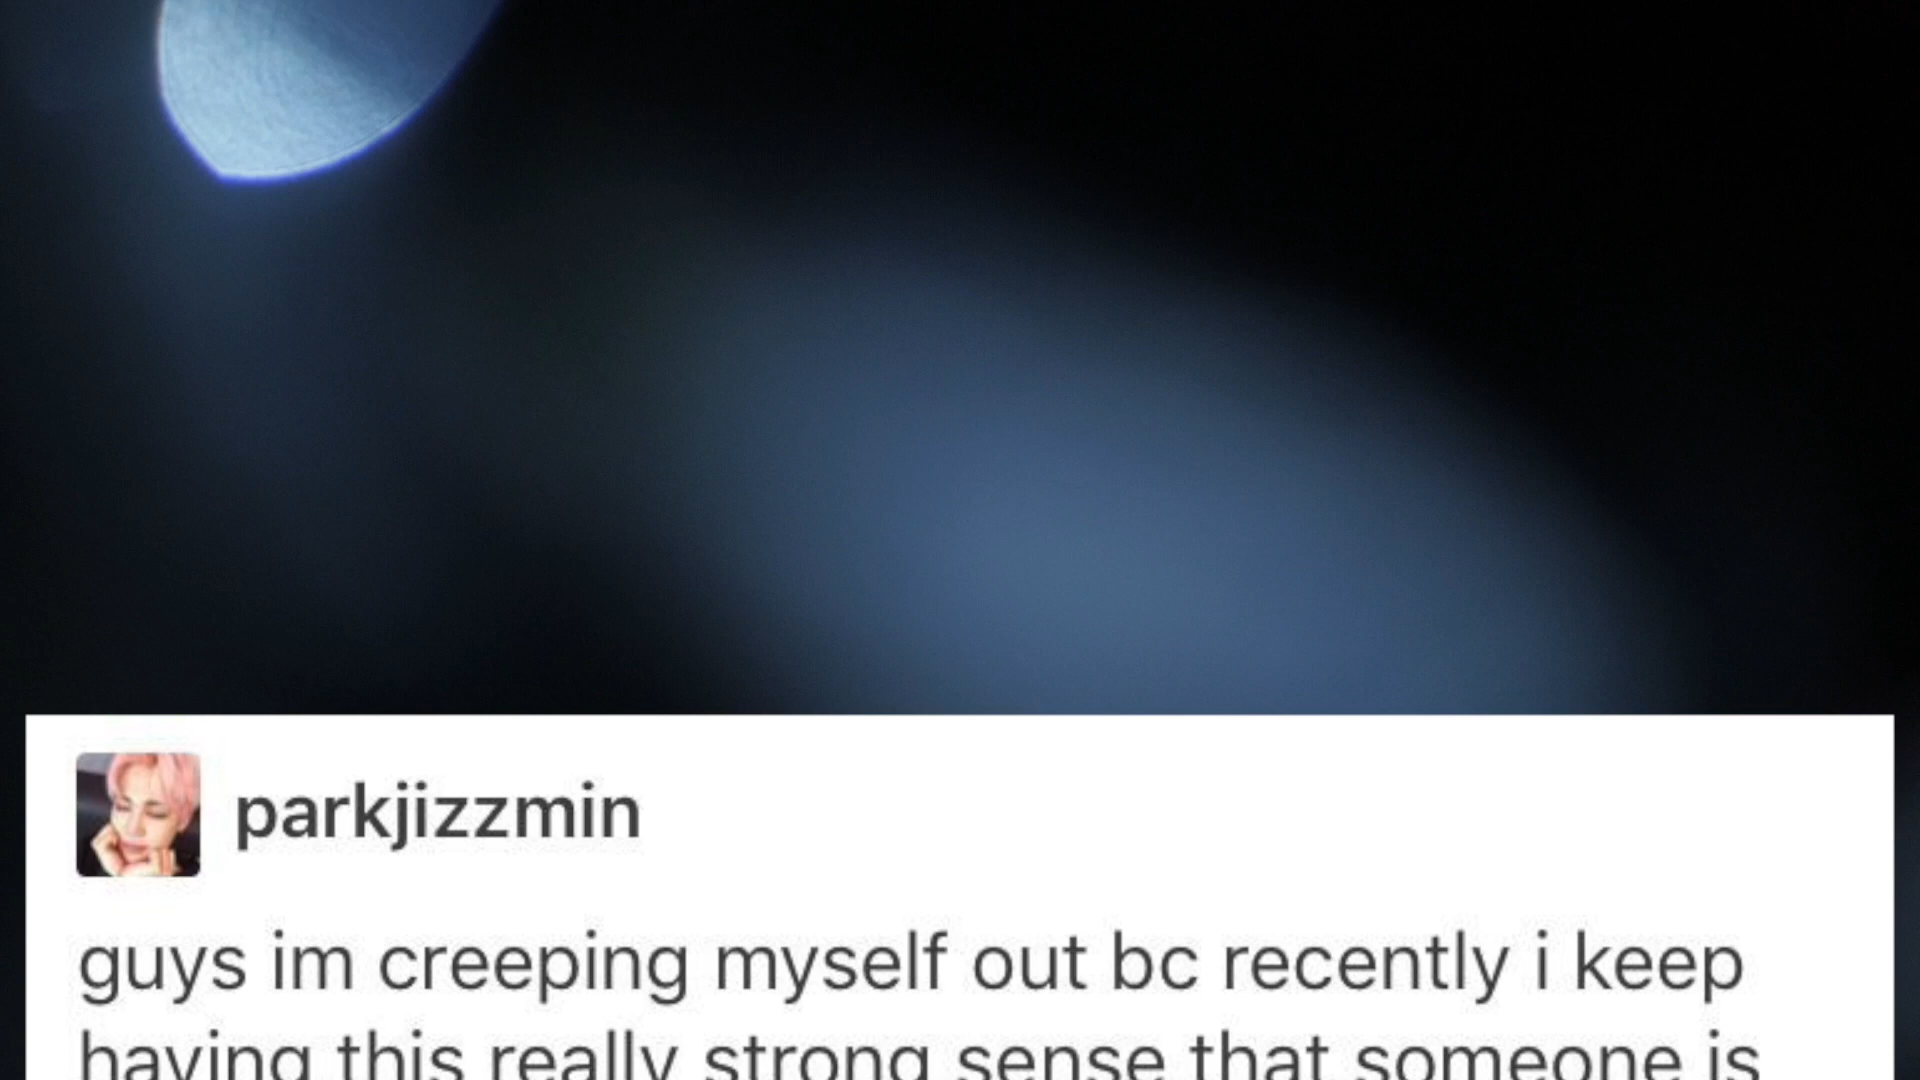 parkjizzmin
guys im creeping myself out bc recently i keep
having this really strong sense that someone is